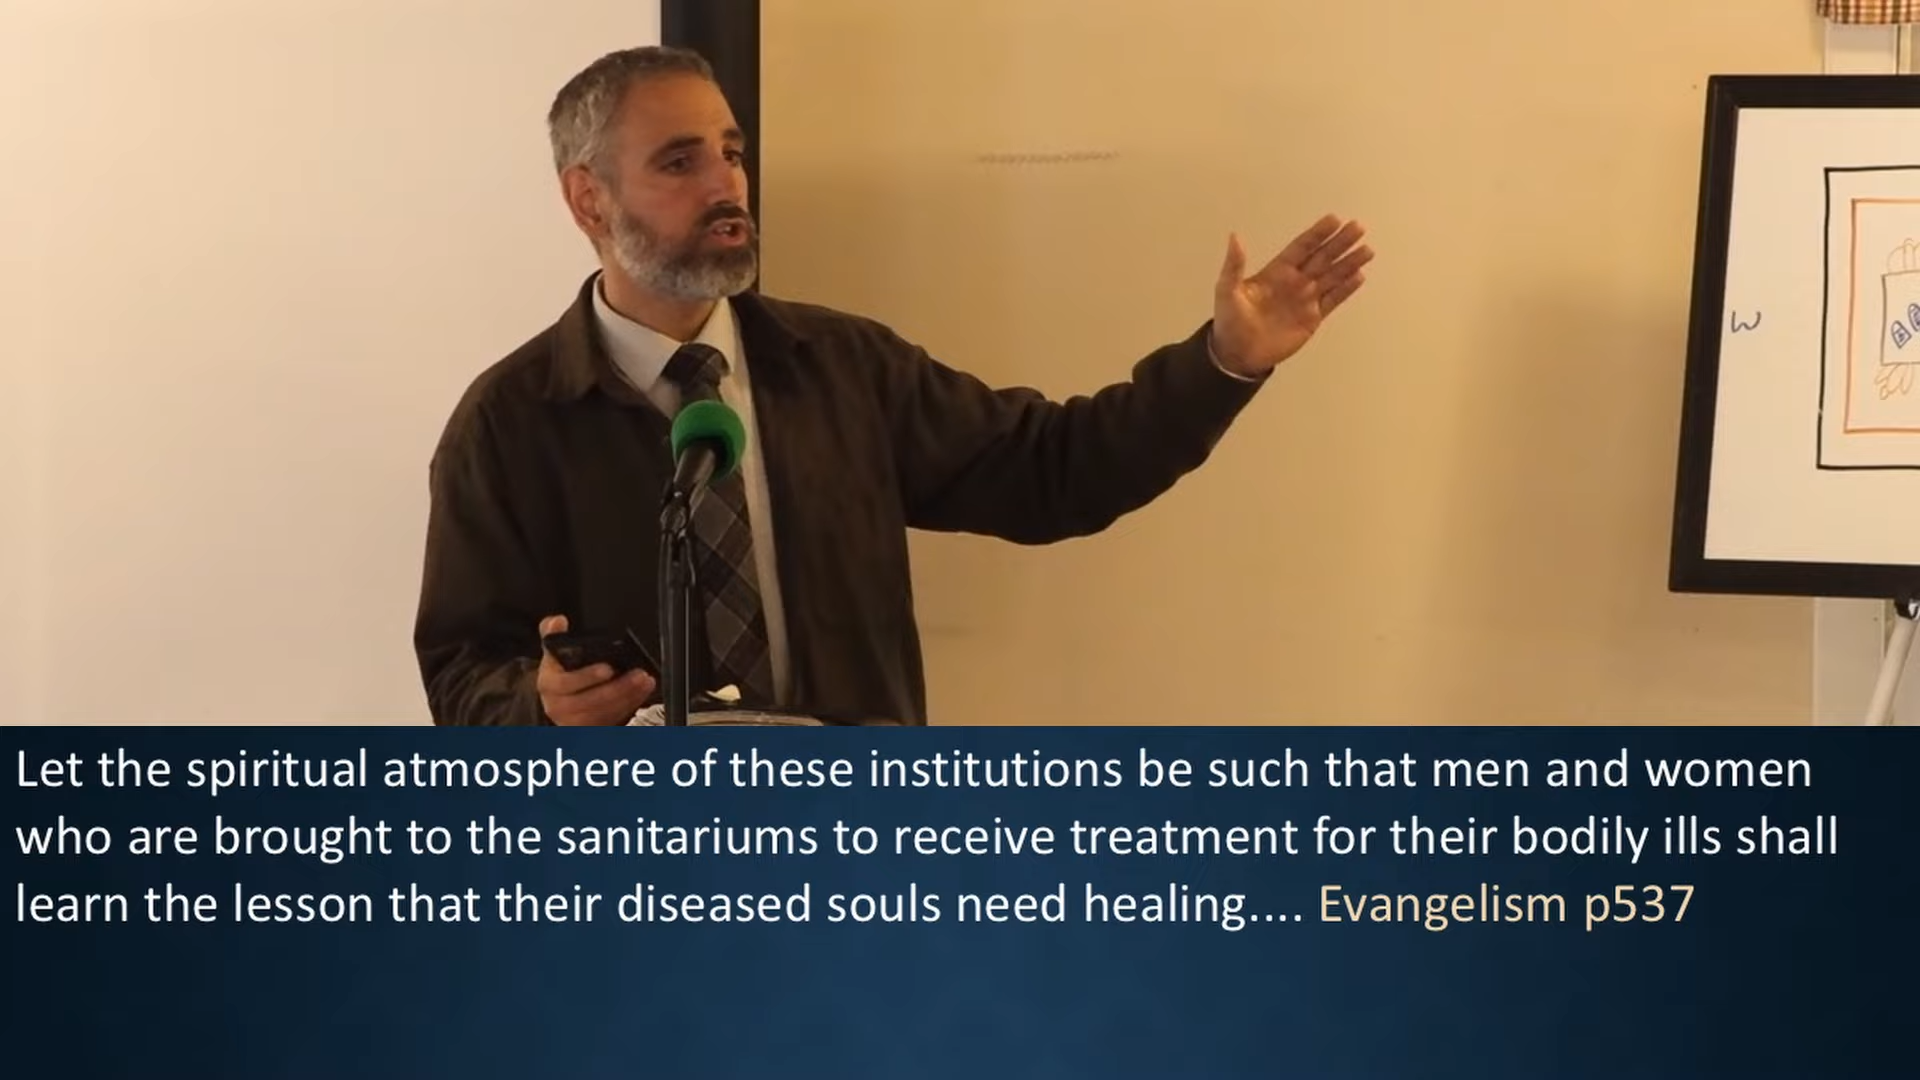 W
Let the spiritual atmosphere of these institutions be such that men and women
who are brought to the sanitariums to receive treatment for their bodily ills shall
learn the lesson that their diseased souls need healing.... Evangelism p537